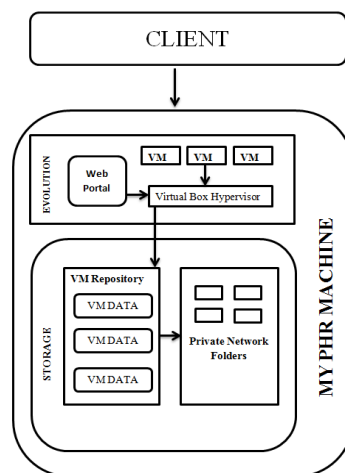 CLIENT
EVOLUTION
Web
Portal
VM
VM
VM
Virtual Box Hypervisor
MY PHR MACHINE
STORAGE
VM Repository
VM DATA
VM DATA
VM DATA
Private Network
Folders